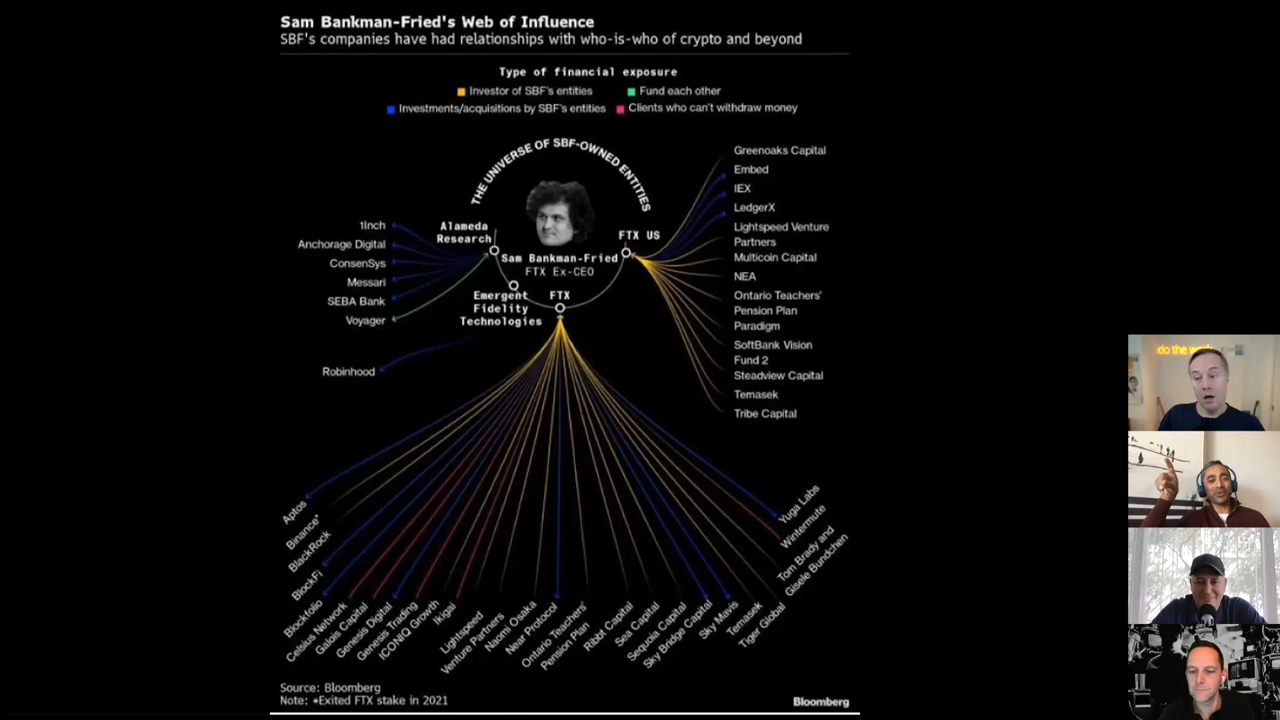 Sam Bankman-Fried's Web of Influence
SBF's companies have had relationships with who-is-who of crypto and beyond
Type of financial exposure
Investor of SBF's entities
Fund each other
Investments/acquisitions by SBF's entities
Clients who can't withdraw money
THE UNIVERSE OF SBF-OWNED ENTITIES
Alameda
Research
Sam Bankman-Fried
FTX Ex-CEO
FTX US
Emergent
Fidelity
Technologies
FTX
1Inch
Anchorage Digital
ConsenSys
Messari
SEBA Bank
Voyager
Robinhood
Greenoaks Capital
Embed
IEX
LedgerX
Lightspeed Venture
Partners
Multicoin Capital
NEA
Ontario Teachers'
Pension Plan
Paradigm
SoftBank Vision
Fund 2
Steadview Capital
Temasek
Tribe Capital
Aptos
Binance*
BlackRock
BlockFi
Blockfolio
Celsius Network
Galois Capital
Genesis Digital
Genesis Trading
ICONIQ Growth
Ikigai
Lightspeed
Venture Partners
Naomi Osaka
Near Protocol
Ontario Teachers'
Pension Plan
Ribbt Capital
Sea Capital
Sequoia Capital
Sky Bridge Capital
Sky Mavis
Temasek
Tiger Global
Tom Brady and
Gisele Bundchen
Wintermute
Yuga Labs
Source: Bloomberg
Note: *Exited FTX stake in 2021
Bloomberg
do the work